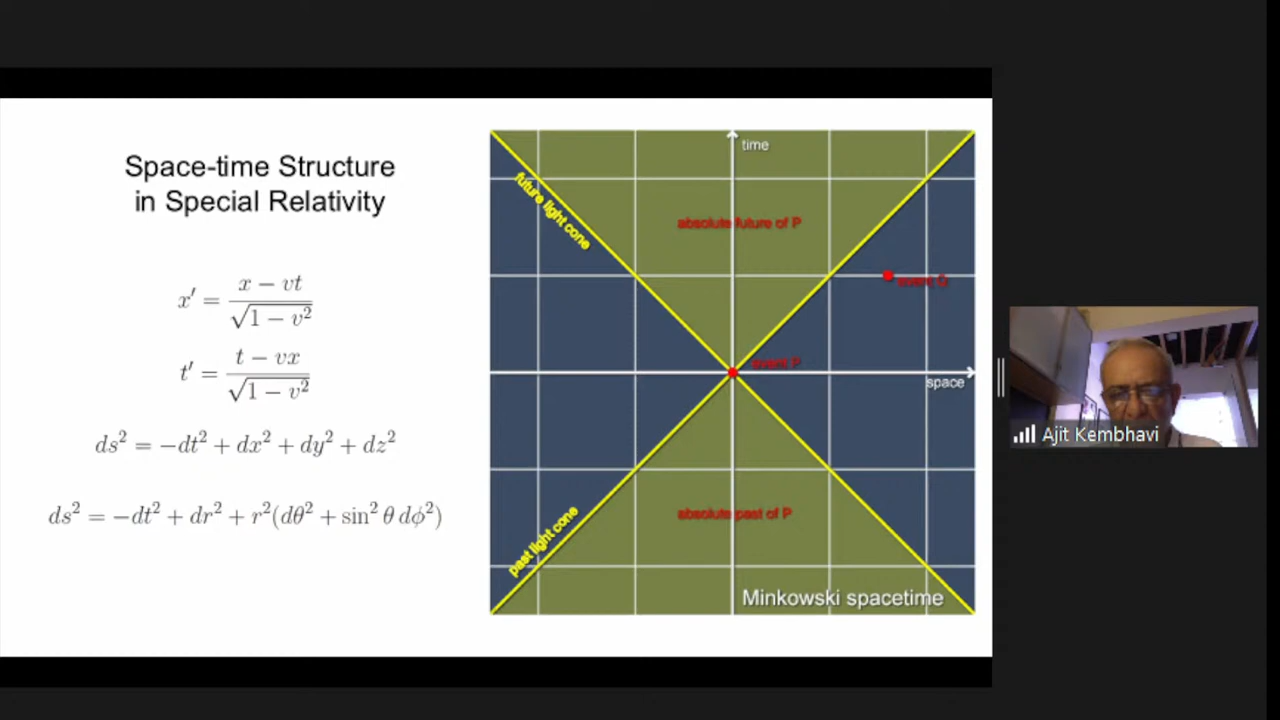 Space-time Structure
in Special Relativity
x′ = (x − vt) / √(1 − v²)
t′ = (t − vx) / √(1 − v²)
ds² = −dt² + dx² + dy² + dz²
ds² = −dt² + dr² + r²(dθ² + sin² θ dϕ²)
time
future light cone
absolute future of P
event Q
event P
space
absolute past of P
past light cone
Minkowski spacetime
Ajit Kembhavi